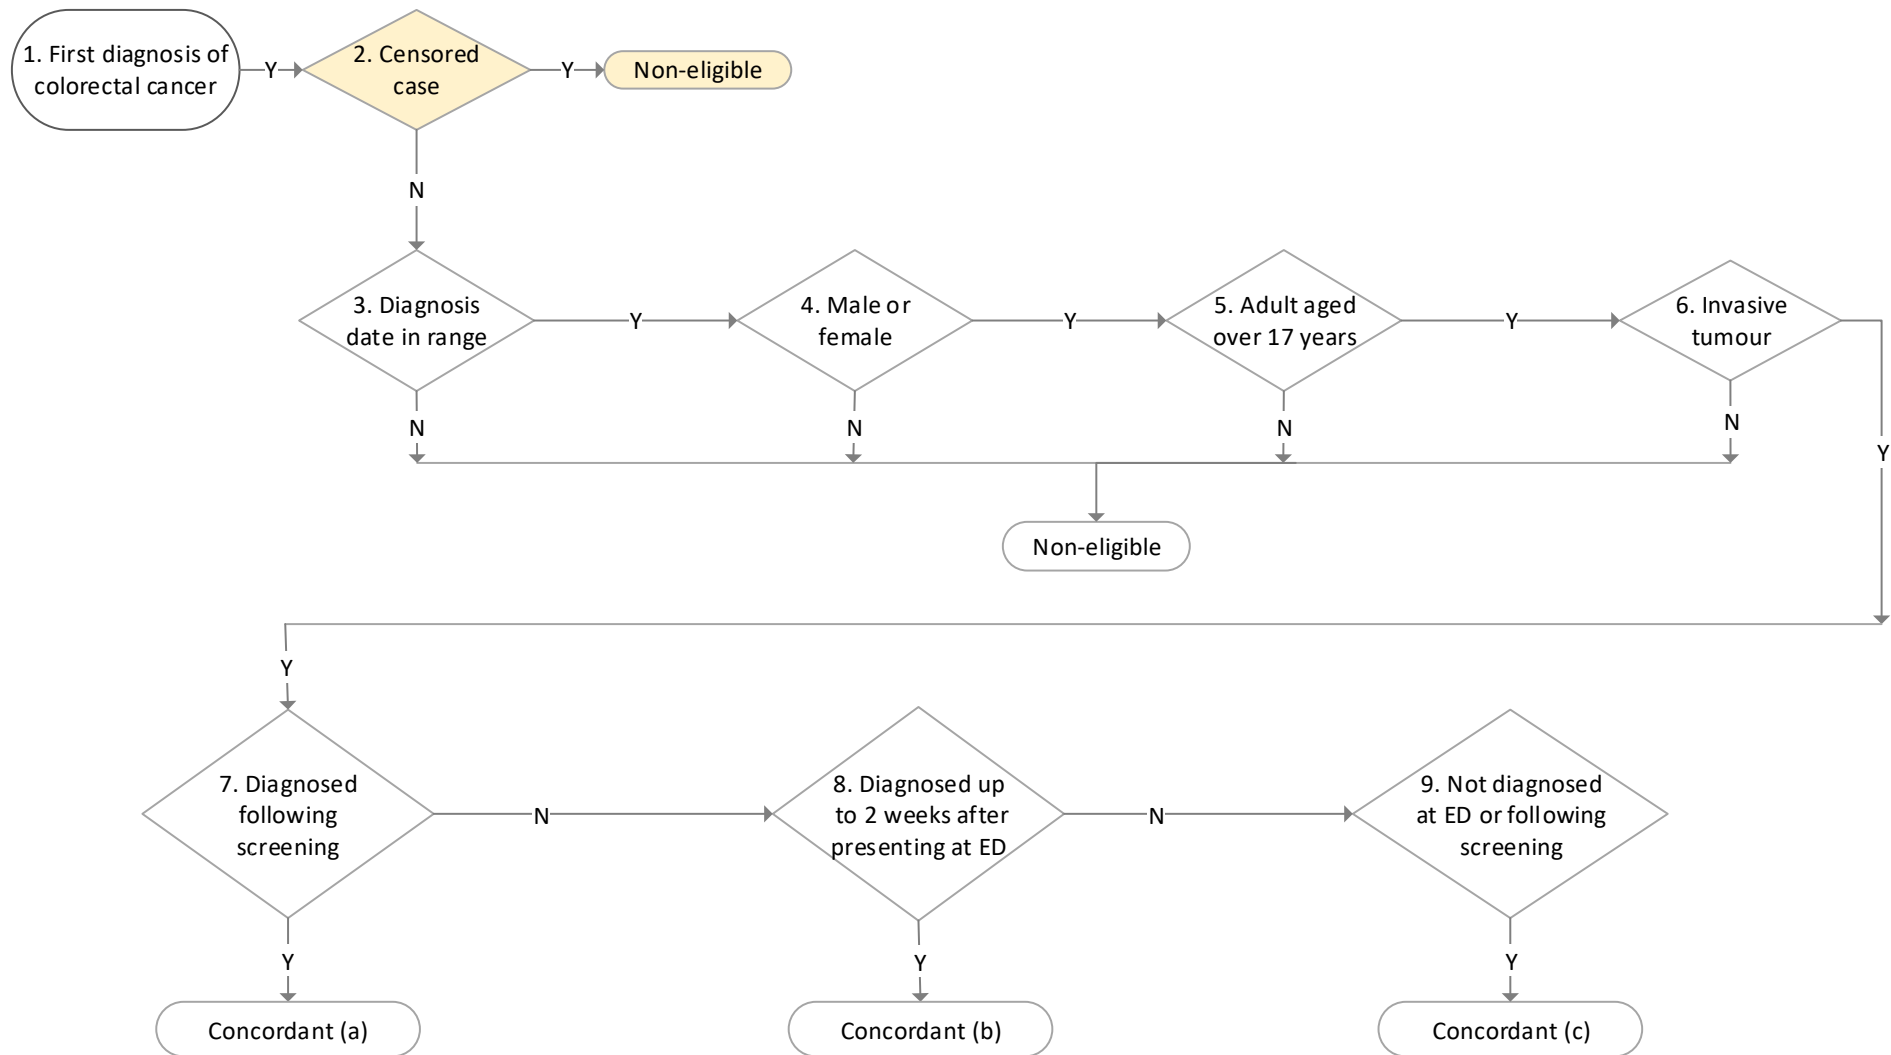 1. First diagnosis of
colorectal cancer
Y
2. Censored
case
Y
Non-eligible
N
3. Diagnosis
date in range
Y
4. Male or
female
Y
5. Adult aged
over 17 years
Y
6. Invasive
tumour
N
N
N
N
Y
Non-eligible
Y
7. Diagnosed
following
screening
N
8. Diagnosed up
to 2 weeks after
presenting at ED
N
9. Not diagnosed
at ED or following
screening
Y
Y
Y
Concordant (a)
Concordant (b)
Concordant (c)